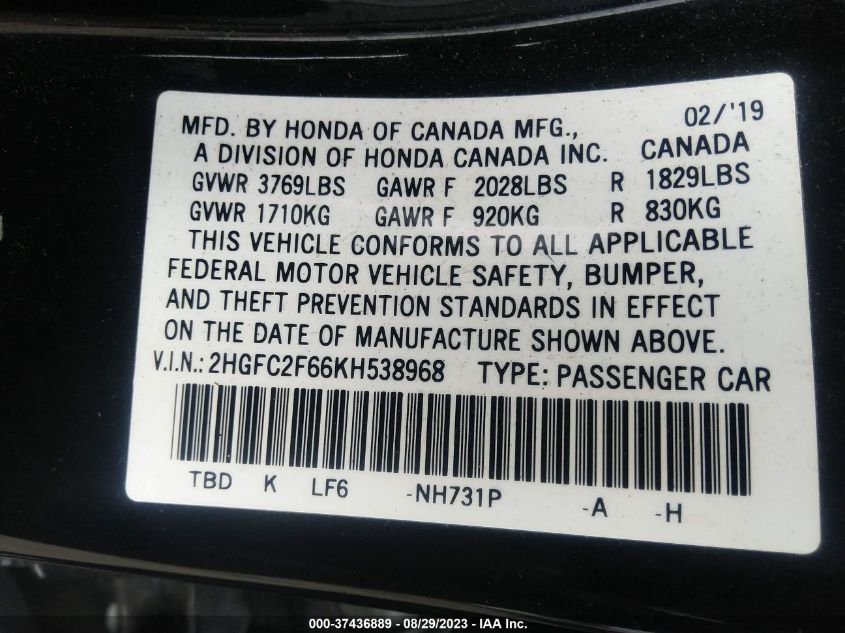 MFD. BY HONDA OF CANADA MFG., 02/'19
A DIVISION OF HONDA CANADA INC. CANADA
GVWR 3769LBS GAWR F 2028LBS R 1829LBS
GVWR 1710KG GAWR F 920KG R 830KG
THIS VEHICLE CONFORMS TO ALL APPLICABLE
FEDERAL MOTOR VEHICLE SAFETY, BUMPER,
AND THEFT PREVENTION STANDARDS IN EFFECT
ON THE DATE OF MANUFACTURE SHOWN ABOVE.
V.I.N.: 2HGFC2F66KH538968 TYPE: PASSENGER CAR
TBD K LF6 -NH731P -A -H
000-37436889 - 08/29/2023 - IAA Inc.